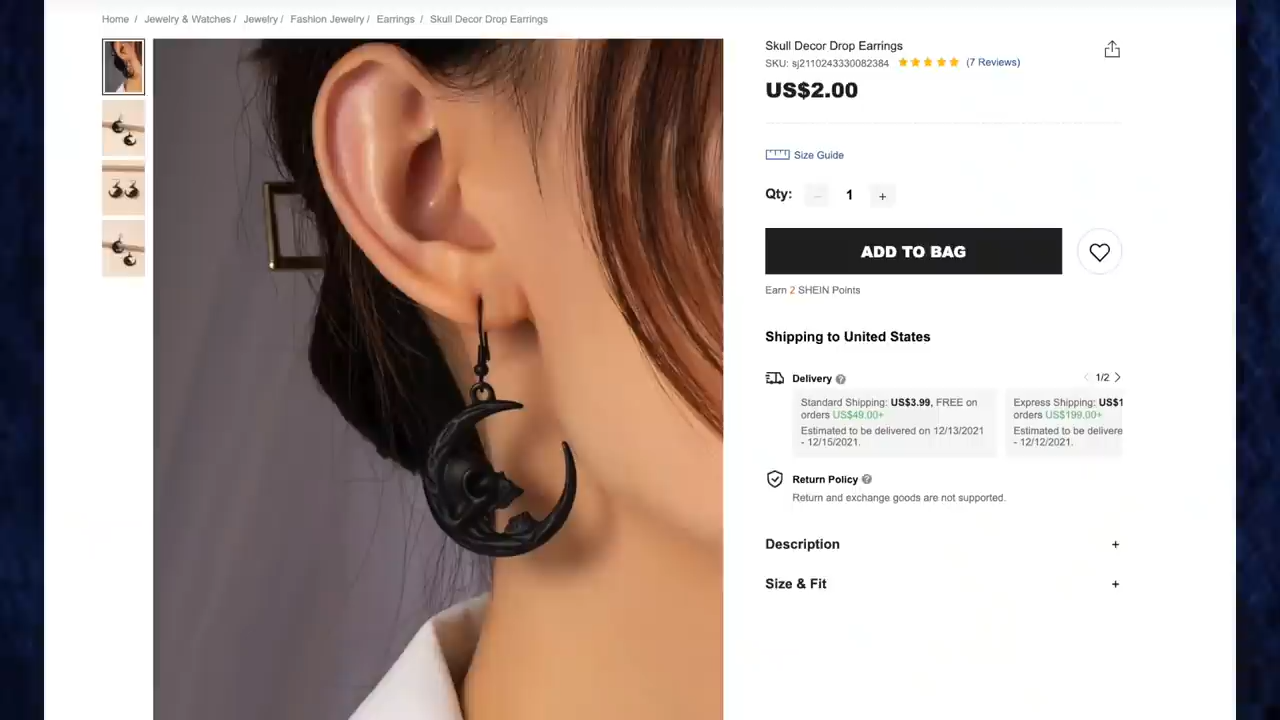 Home / Jewelry & Watches / Jewelry / Fashion Jewelry / Earrings / Skull Decor Drop Earrings
Skull Decor Drop Earrings
SKU: sj2110243330082384 (7 Reviews)
US$2.00
Size Guide
Qty: − 1 +
ADD TO BAG
Earn 2 SHEIN Points
Shipping to United States
Delivery ? 1/2
Standard Shipping: US$3.99, FREE on
orders US$49.00+
Estimated to be delivered on 12/13/2021
- 12/15/2021.
Express Shipping: US$1
orders US$199.00+
Estimated to be delivere
- 12/12/2021.
Return Policy ?
Return and exchange goods are not supported.
Description +
Size & Fit +